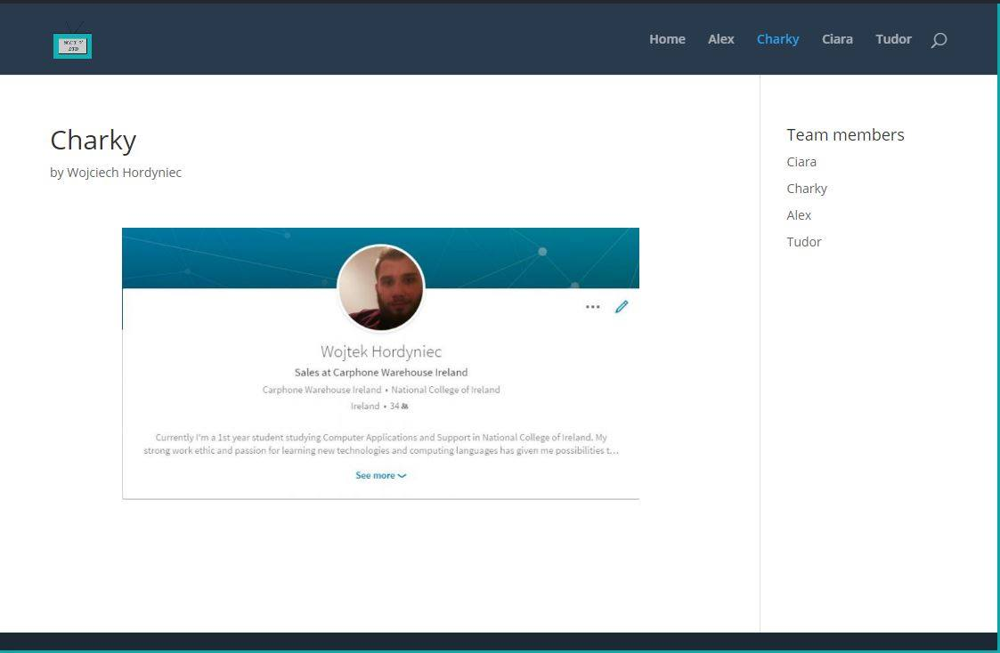 Home Alex Charky Ciara Tudor
Charky
by Wojciech Hordyniec
Wojtek Hordyniec
Sales at Carphone Warehouse Ireland
Carphone Warehouse Ireland • National College of Ireland
Ireland • 34
Currently I'm a 1st year student studying Computer Applications and Support in National College of Ireland. My
strong work ethic and passion for learning new technologies and computing languages has given me possibilities t...
See more
Team members
Ciara
Charky
Alex
Tudor